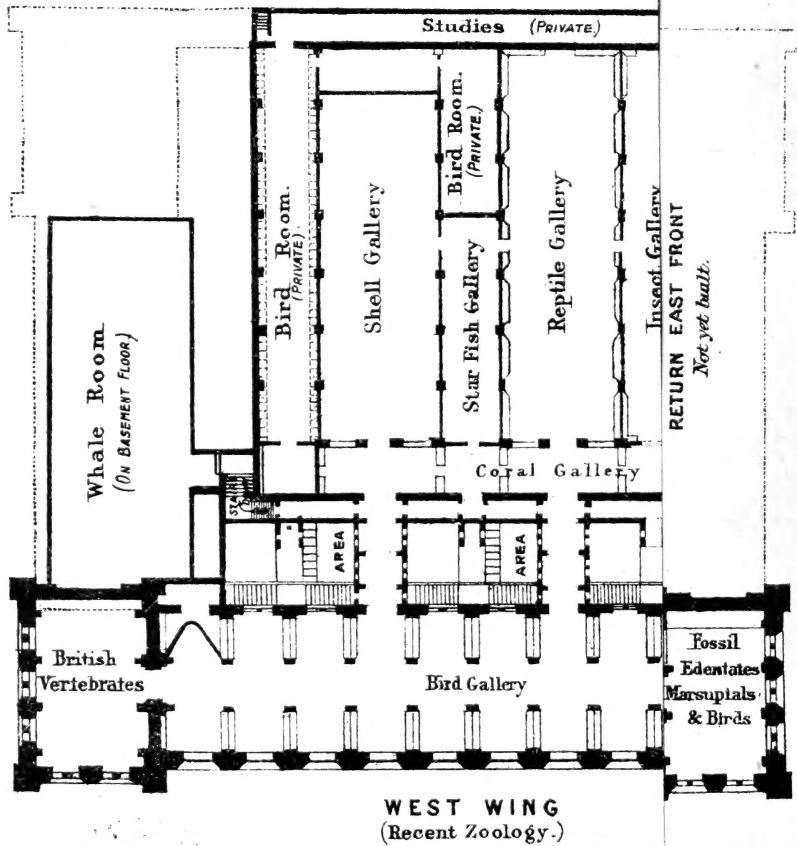 Studies (PRIVATE.)
Bird Room.
(PRIVATE.)
Shell Gallery
Bird Room.
(PRIVATE.)
Star Fish Gallery
Reptile Gallery
Insect Gallery
RETURN EAST FRONT
Not yet built.
Whale Room
(ON BASEMENT FLOOR)
Coral Gallery
STAIRS
AREA
AREA
British
Vertebrates
Bird Gallery
Fossil
Edentates
Marsupials
& Birds
WEST WING
(Recent Zoology.)